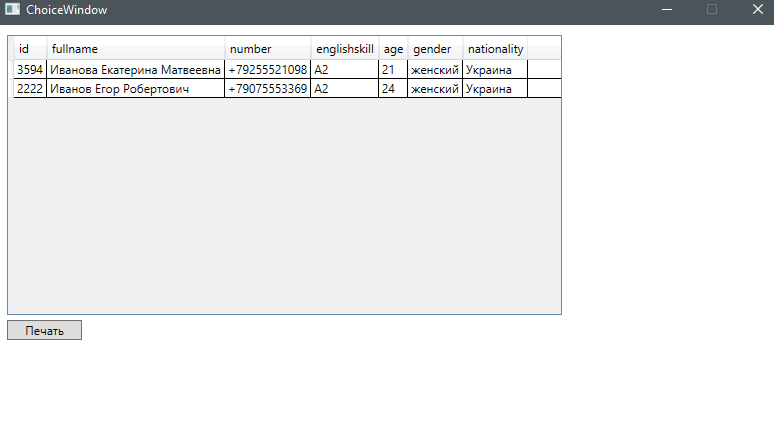 ChoiceWindow
id fullname number englishskill age gender nationality
3594 Иванова Екатерина Матвеевна +79255521098 A2 21 женский Украина
2222 Иванов Егор Робертович +79075553369 A2 24 женский Украина
Печать